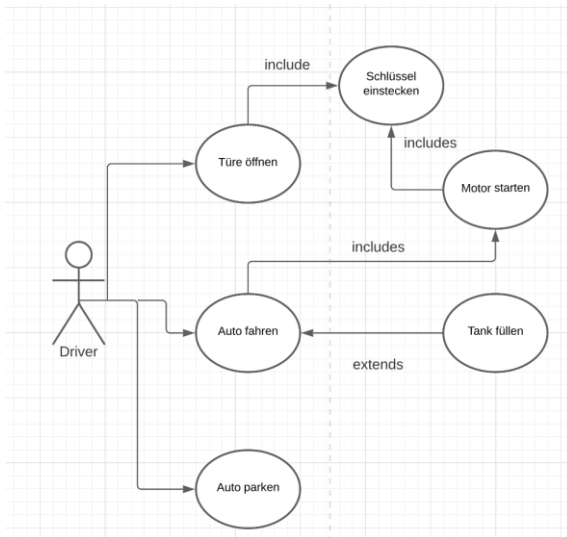 include
Schlüssel
einstecken
includes
Türe öffnen
Motor starten
includes
Auto fahren
Tank füllen
Driver
extends
Auto parken